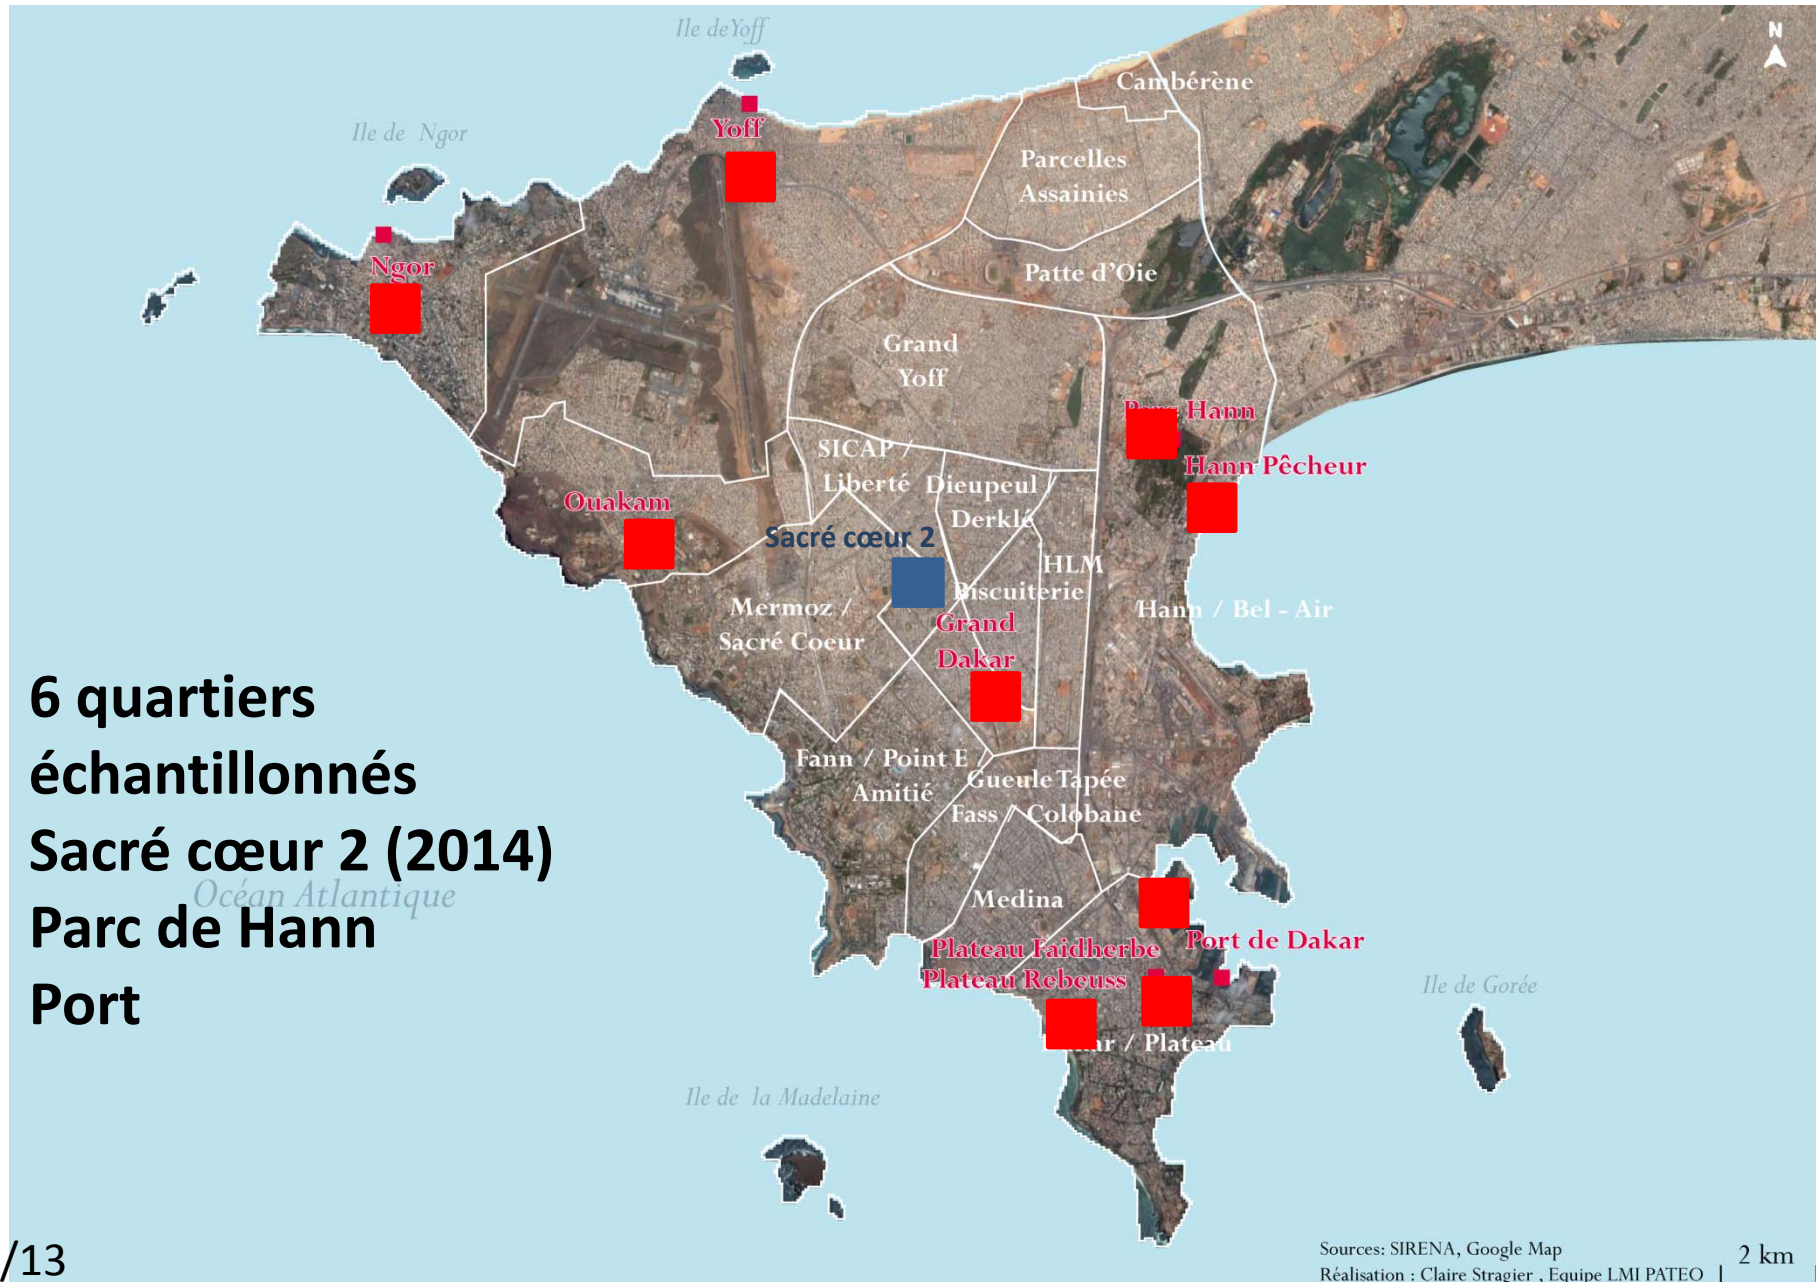 Ile de Yoff
N
Cambérène
Ile de Ngor
Yoff
Parcelles
Assainies
Ngor
Patte d'Oie
Grand
Yoff
Hann
SICAP /
Liberté
Hann Pêcheur
Dieupeul /
Derklé
Ouakam
Sacré cœur 2
HLM
Biscuiterie
Mermoz /
Sacré Coeur
Hann / Bel - Air
Grand
Dakar
6 quartiers
échantillonnés
Sacré cœur 2 (2014)
Parc de Hann
Port
Océan Atlantique
Fann / Point E /
Amitié
Gueule Tapée
Fass / Colobane
Medina
Plateau Faidherbe
Port de Dakar
Plateau Rebeuss
/ Plateau
Ile de Gorée
Ile de la Madelaine
/13
Sources: SIRENA, Google Map
Réalisation : Claire Stragier , Equipe LMI PATEO
2 km